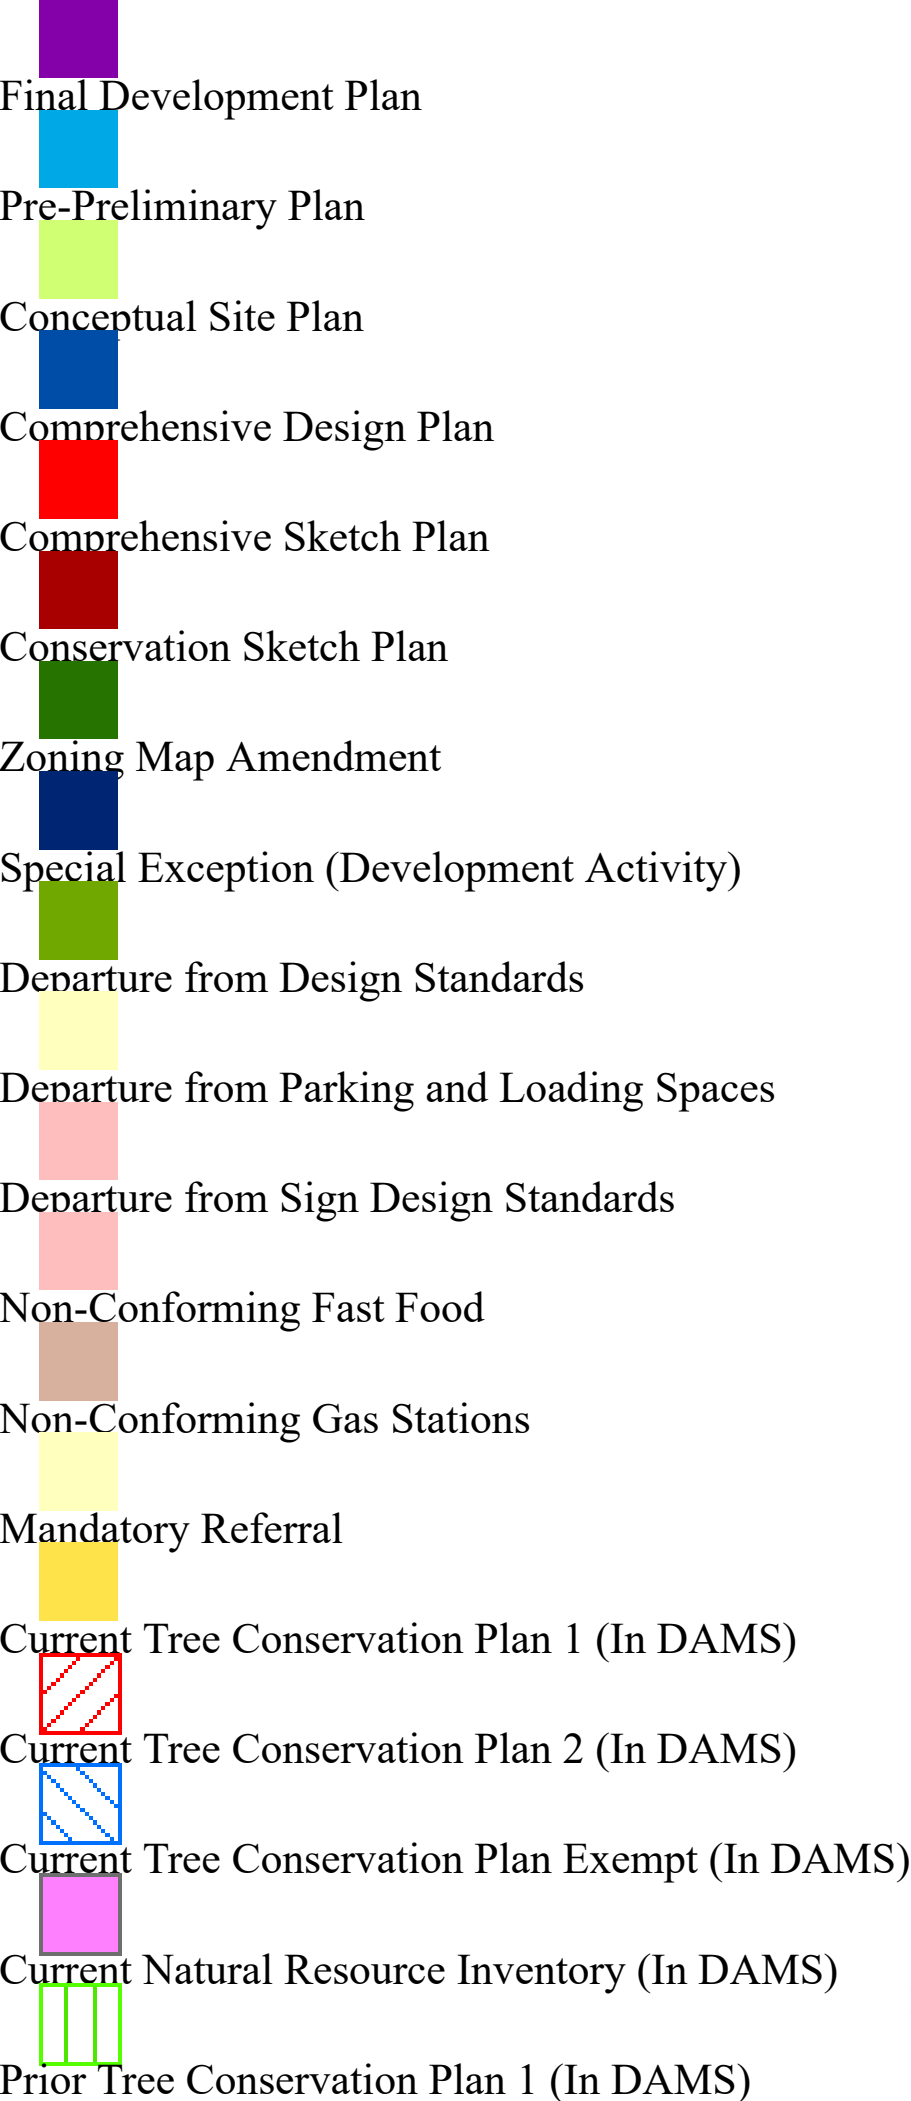 Final Development Plan
Pre-Preliminary Plan
Conceptual Site Plan
Comprehensive Design Plan
Comprehensive Sketch Plan
Conservation Sketch Plan
Zoning Map Amendment
Special Exception (Development Activity)
Departure from Design Standards
Departure from Parking and Loading Spaces
Departure from Sign Design Standards
Non-Conforming Fast Food
Non-Conforming Gas Stations
Mandatory Referral
Current Tree Conservation Plan 1 (In DAMS)
Current Tree Conservation Plan 2 (In DAMS)
Current Tree Conservation Plan Exempt (In DAMS)
Current Natural Resource Inventory (In DAMS)
Prior Tree Conservation Plan 1 (In DAMS)